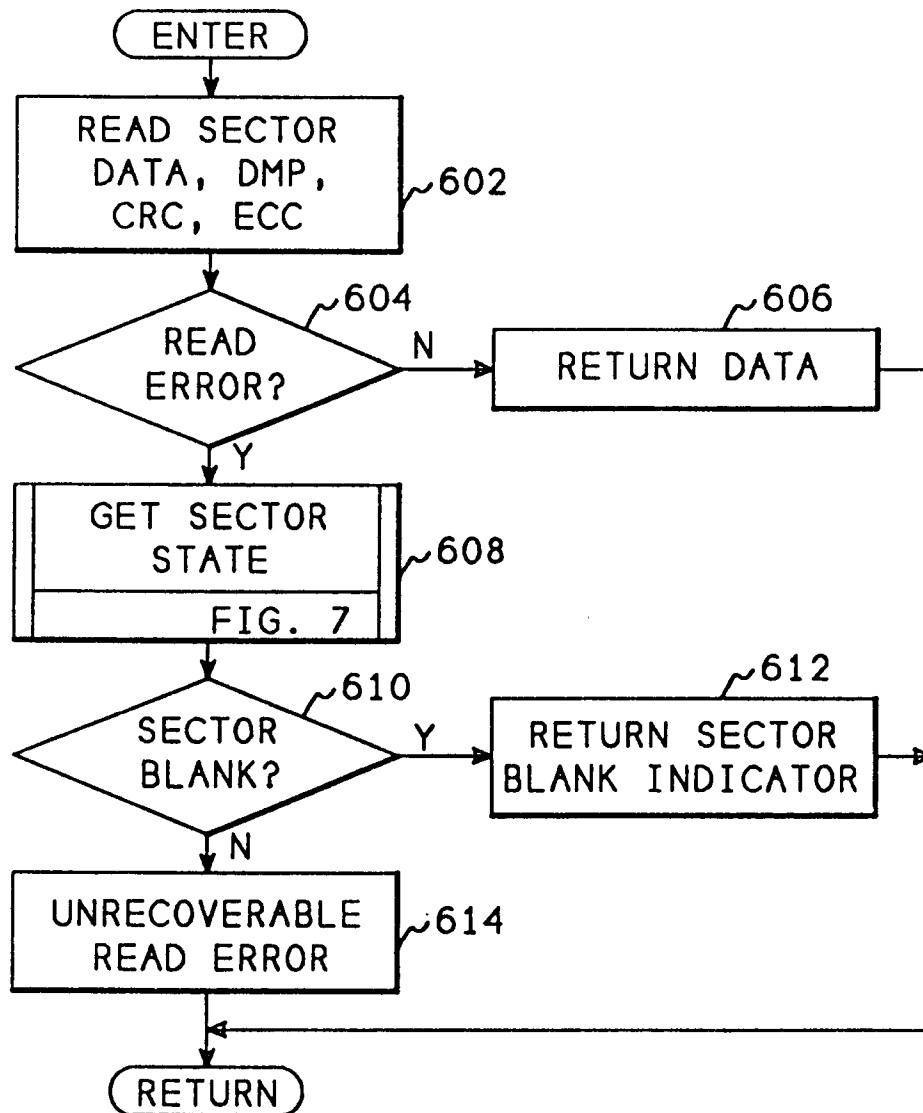 ENTER
READ SECTOR
DATA, DMP,
CRC, ECC
602
604
READ
ERROR?
N
606
RETURN DATA
Y
GET SECTOR
STATE
FIG. 7
608
610
SECTOR
BLANK?
Y
612
RETURN SECTOR
BLANK INDICATOR
N
UNRECOVERABLE
READ ERROR
614
RETURN